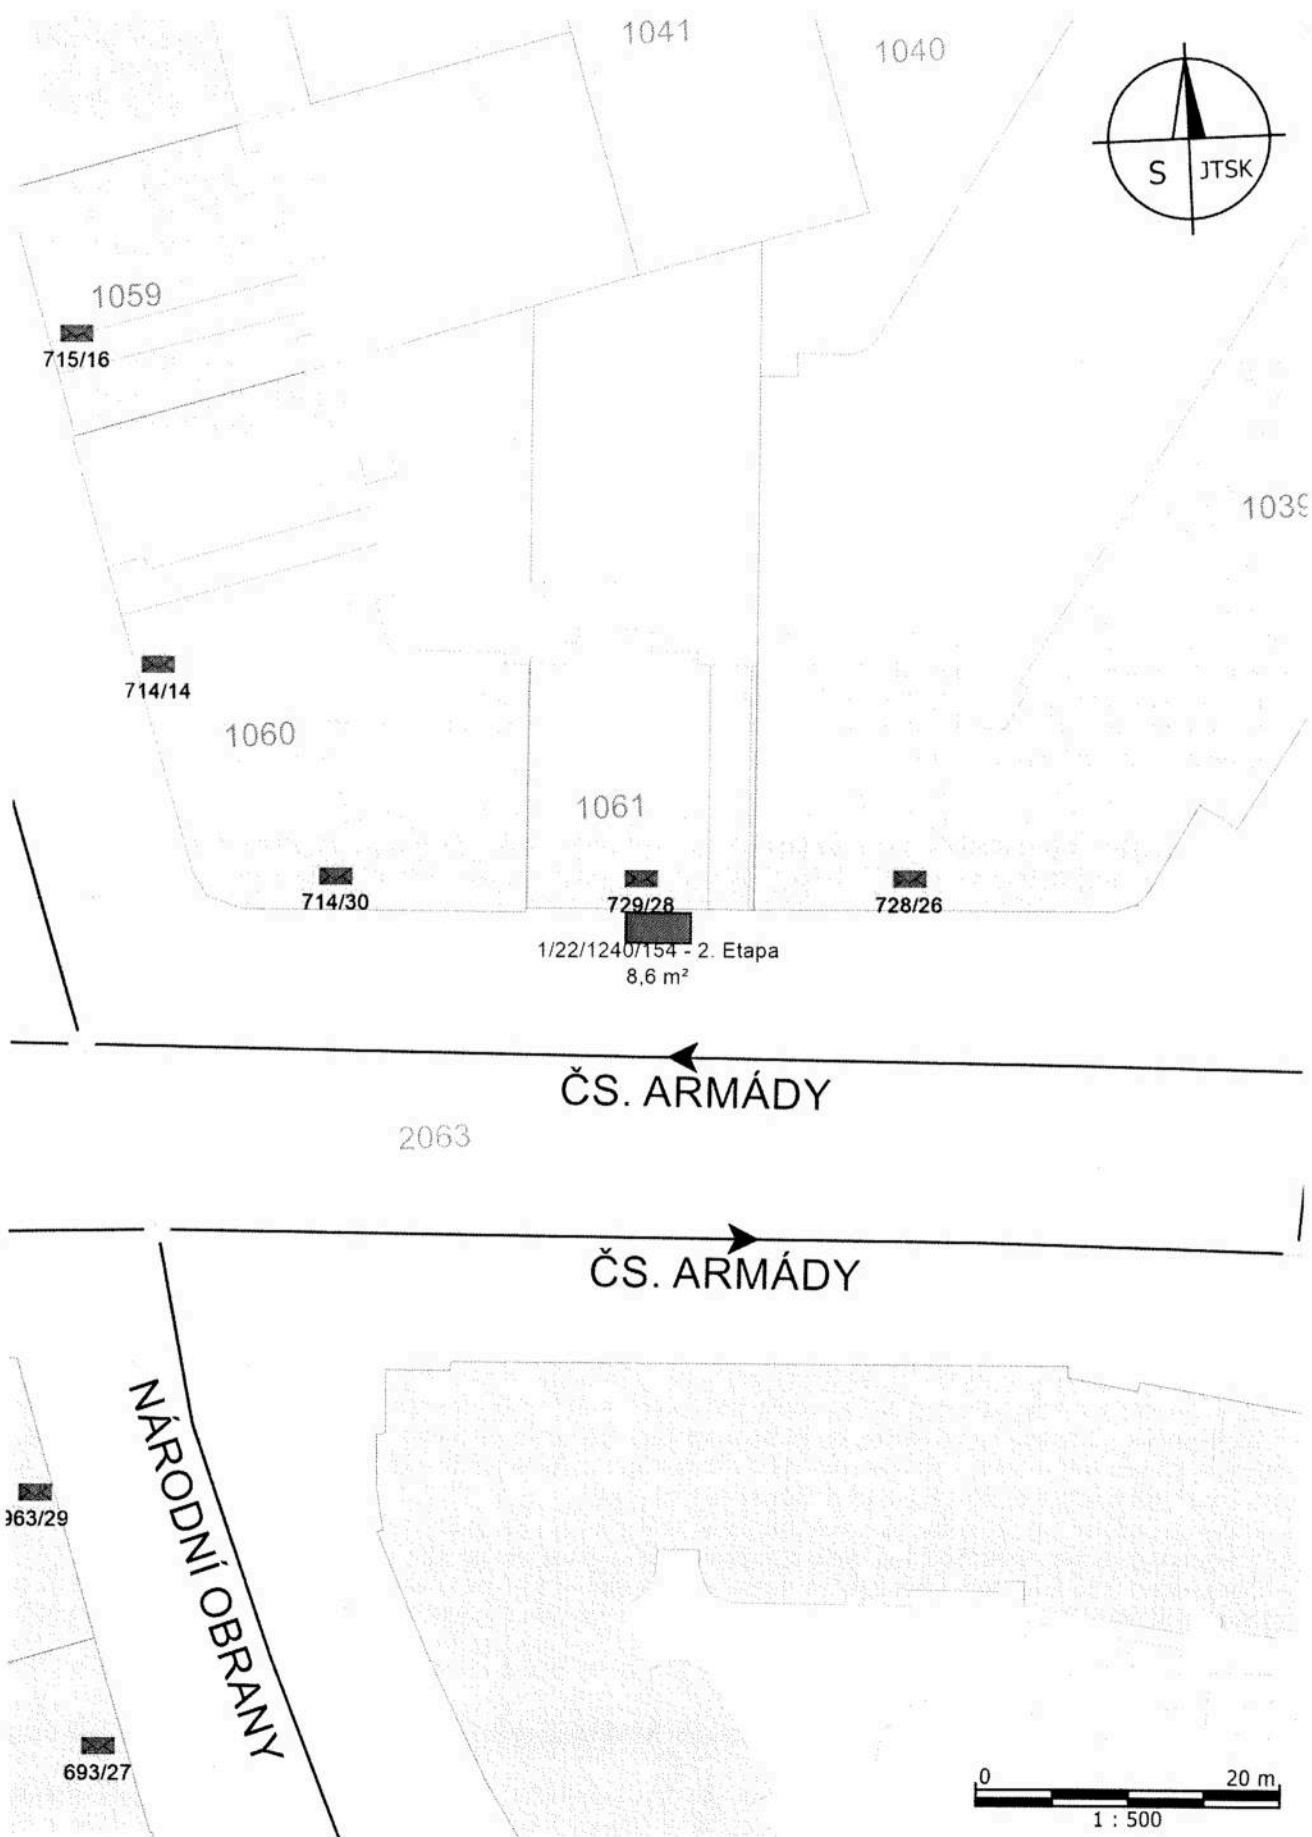 1041
1040
S JTSK
1059
715/16
1039
714/14
1060
1061
714/30
729/28
728/26
1/22/1240/154 - 2. Etapa
8,6 m²
ČS. ARMÁDY
2063
ČS. ARMÁDY
NÁRODNÍ OBRANY
963/29
693/27
0 20 m
1 : 500